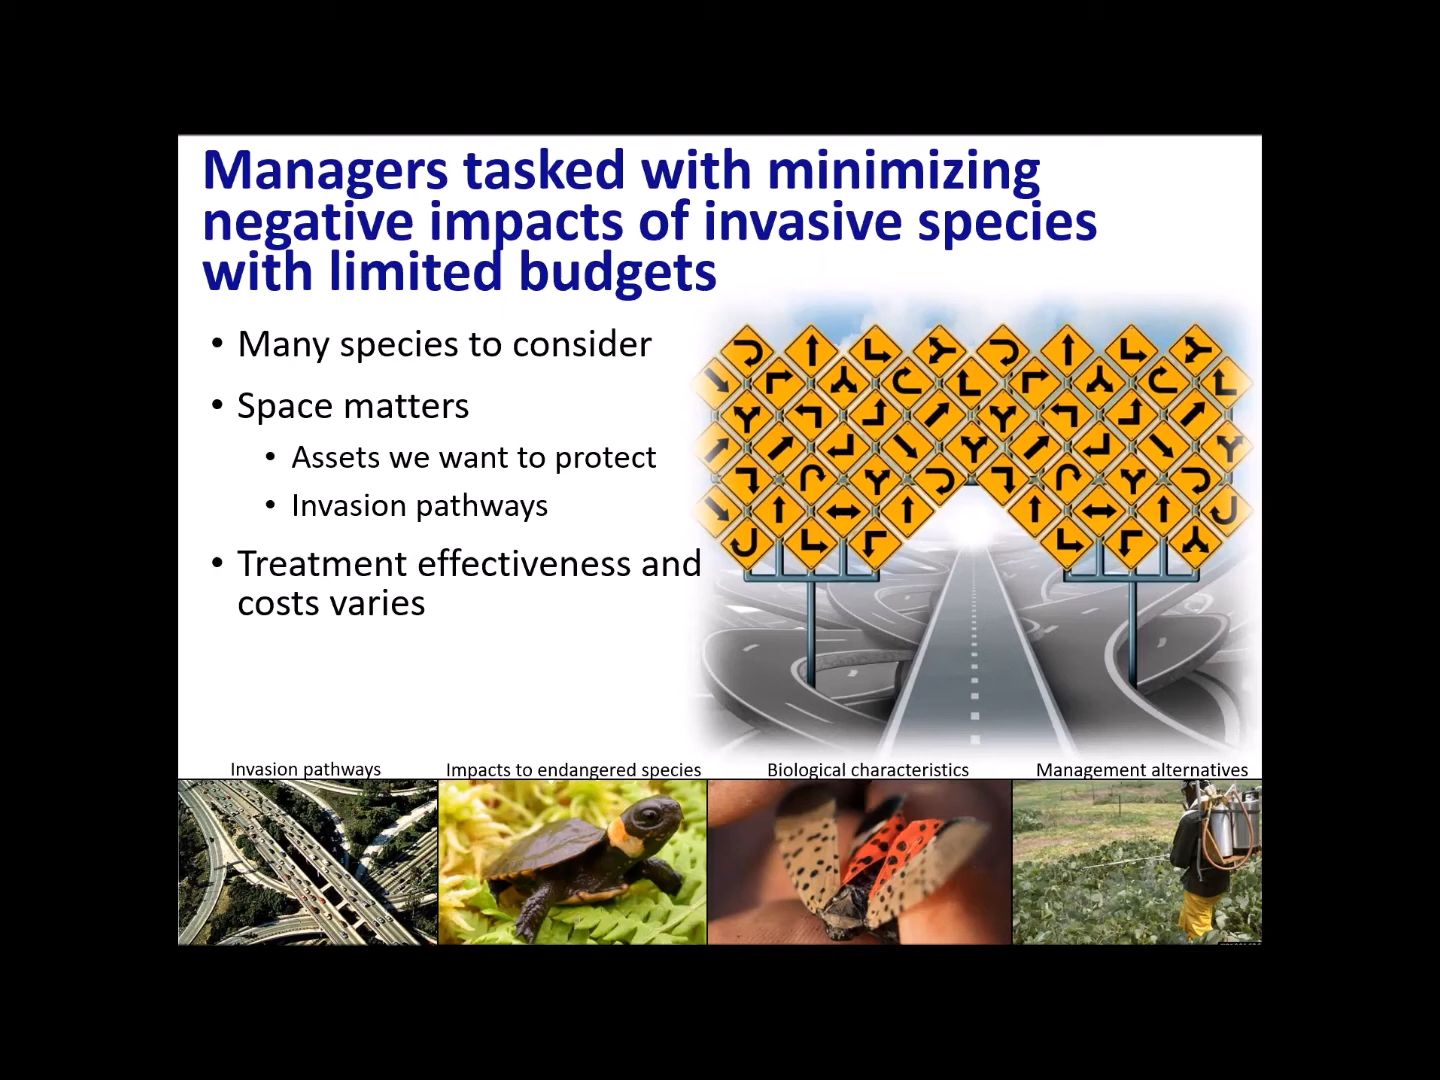 Managers tasked with minimizing
negative impacts of invasive species
with limited budgets
• Many species to consider
• Space matters
• Assets we want to protect
• Invasion pathways
• Treatment effectiveness and
costs varies
Invasion pathways
Impacts to endangered species
Biological characteristics
Management alternatives